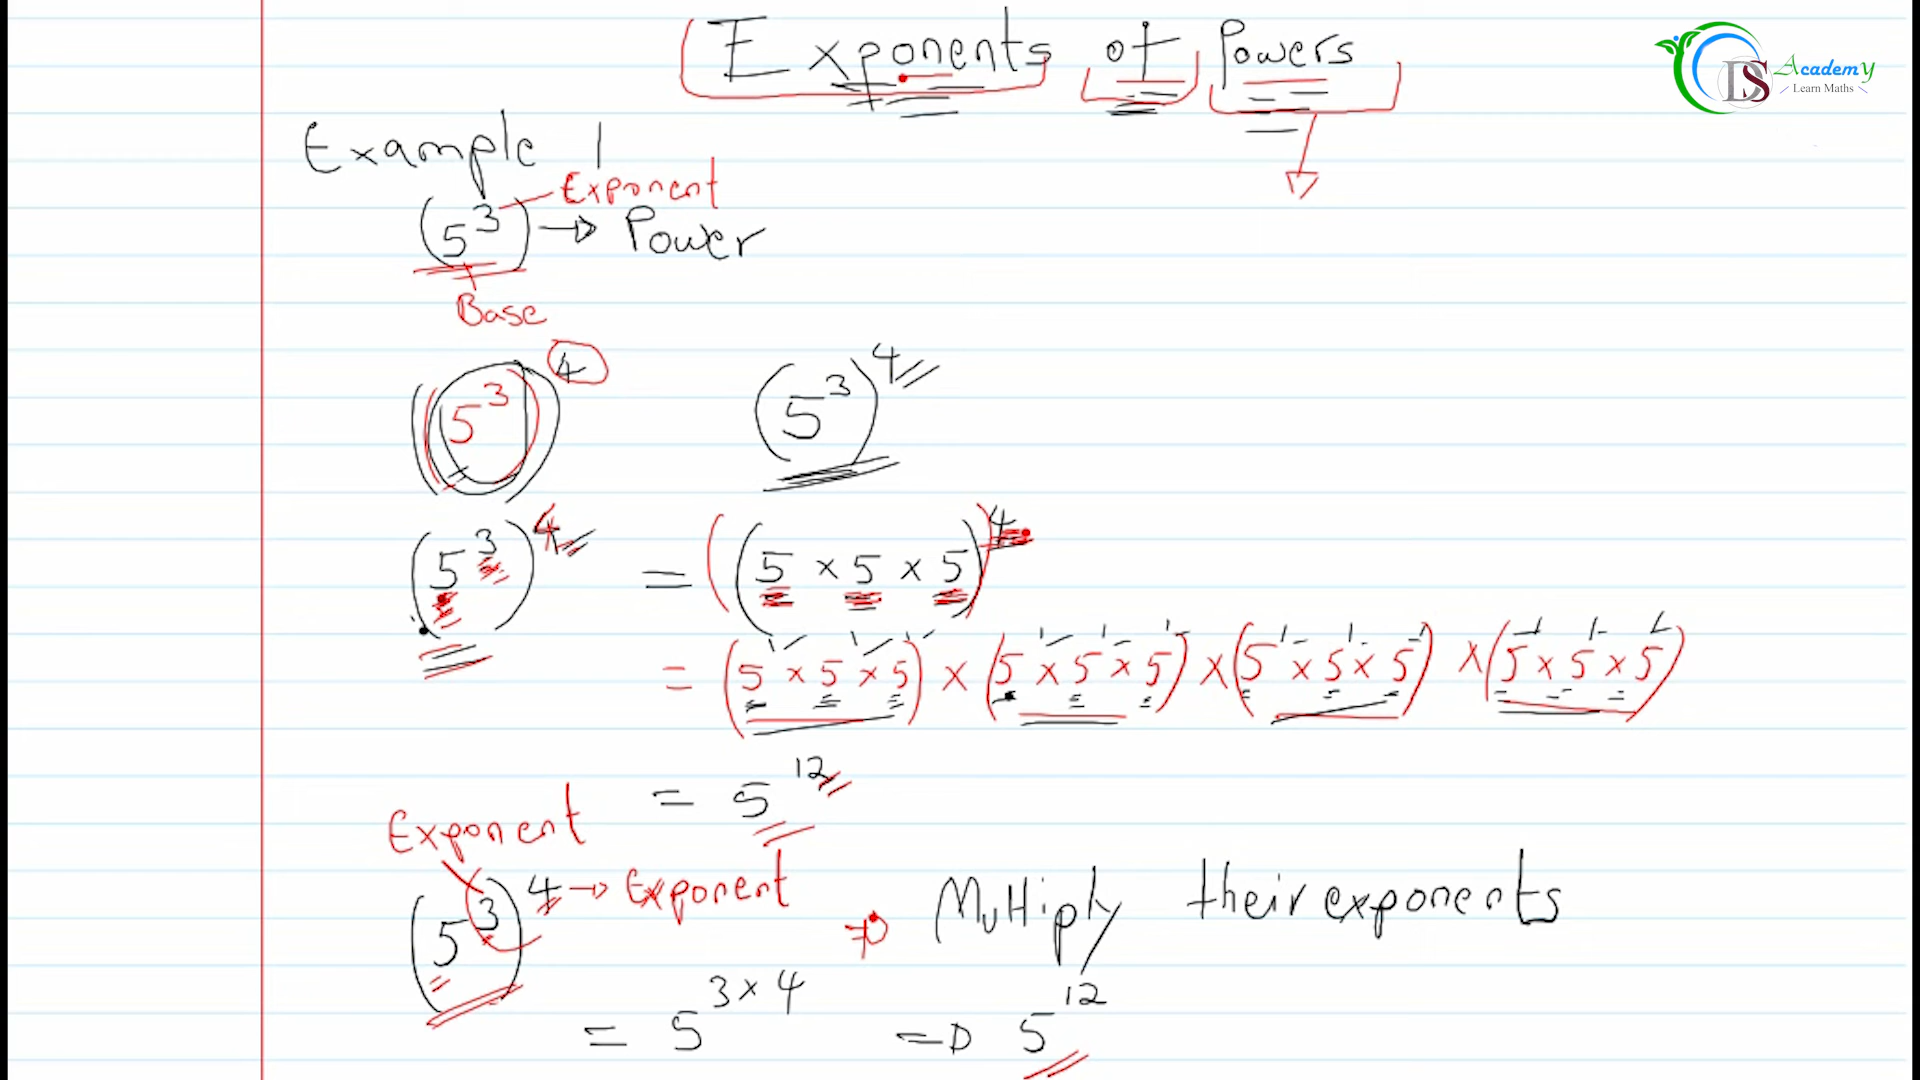 Exponents of Powers
DS Academy
Learn Maths
Example 1
Exponent
(5³) → Power
Base
(5³)⁴ (5³)⁴
(5³)⁴ = ((5 × 5 × 5))⁴
= (5 × 5 × 5) × (5 × 5 × 5) × (5 × 5 × 5) × (5 × 5 × 5)
= 5¹²
Exponent
(5³)⁴ → Exponent ⇒ Multiply their exponents
= 5³ˣ⁴ ⇒ 5¹²